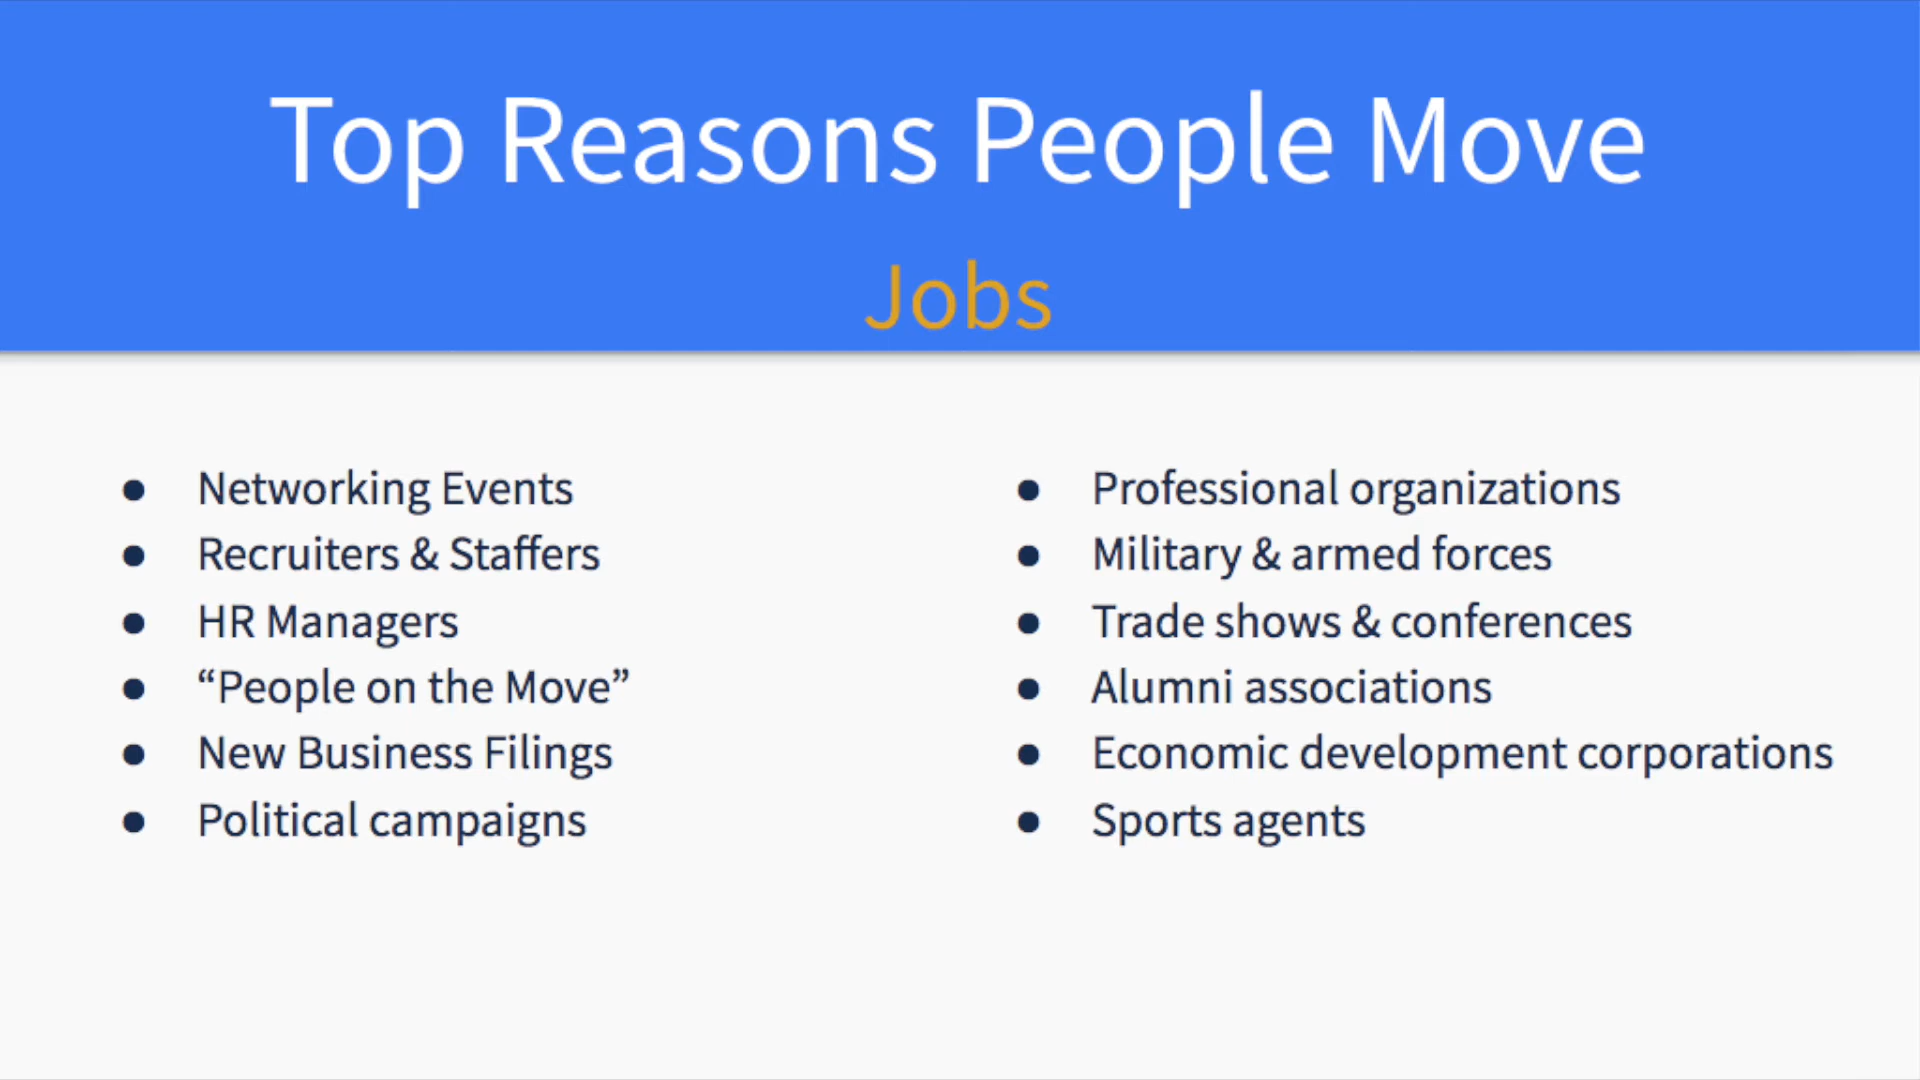 Top Reasons People Move
Jobs
● Networking Events
● Recruiters & Staffers
● HR Managers
● “People on the Move”
● New Business Filings
● Political campaigns
● Professional organizations
● Military & armed forces
● Trade shows & conferences
● Alumni associations
● Economic development corporations
● Sports agents